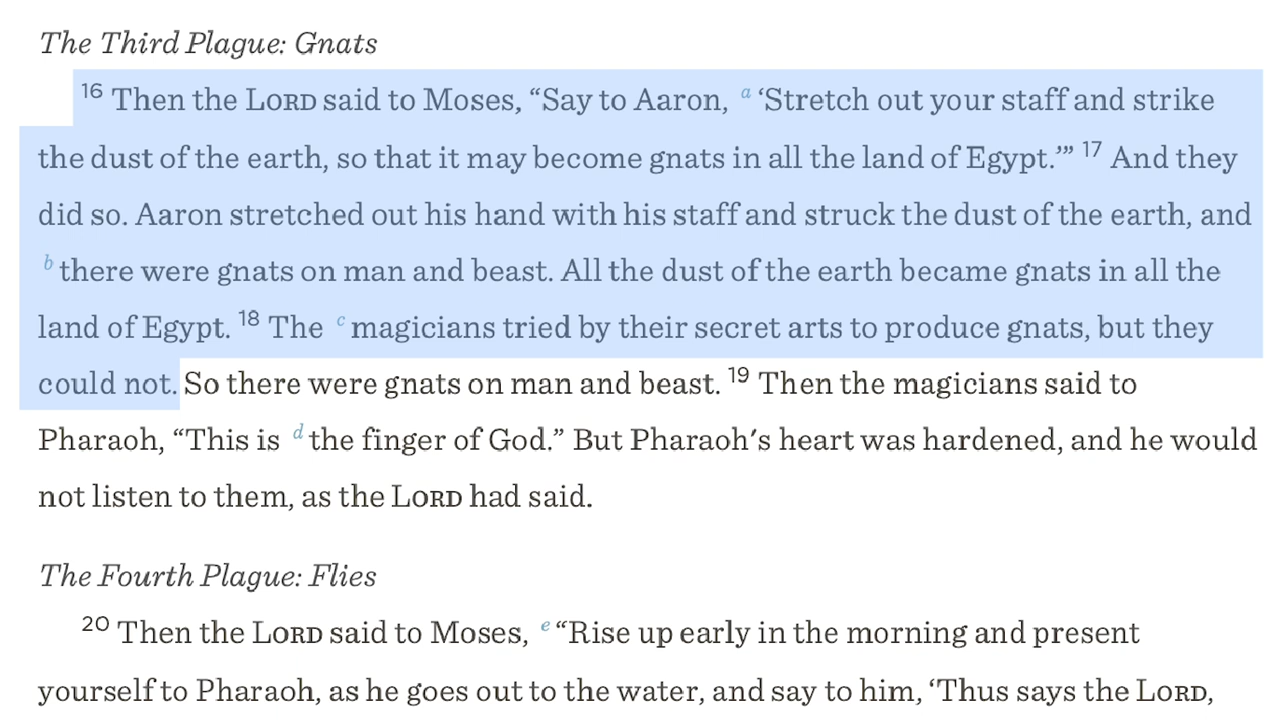 The Third Plague: Gnats
16 Then the LORD said to Moses, “Say to Aaron, a ‘Stretch out your staff and strike
the dust of the earth, so that it may become gnats in all the land of Egypt.’” 17 And they
did so. Aaron stretched out his hand with his staff and struck the dust of the earth, and
b there were gnats on man and beast. All the dust of the earth became gnats in all the
land of Egypt. 18 The c magicians tried by their secret arts to produce gnats, but they
could not. So there were gnats on man and beast. 19 Then the magicians said to
Pharaoh, “This is d the finger of God.” But Pharaoh's heart was hardened, and he would
not listen to them, as the LORD had said.
The Fourth Plague: Flies
20 Then the LORD said to Moses, e “Rise up early in the morning and present
yourself to Pharaoh, as he goes out to the water, and say to him, ‘Thus says the LORD,